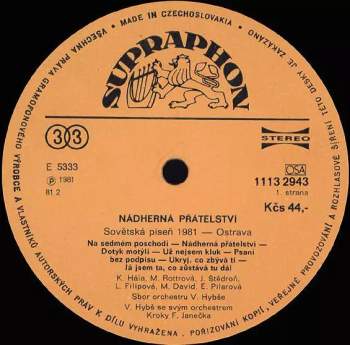 MADE IN CZECHOSLOVAKIA • VŠECHNA PRÁVA GRAMOFONOVÉHO VÝROBCE A VLASTNÍKŮ AUTORSKÝCH PRÁV K DÍLU VYHRAŽENA. POŘIZOVÁNÍ KOPIÍ, VEŘEJNÉ PROVOZOVÁNÍ A ROZHLASOVÉ ŠÍŘENÍ TÉTO DESKY JE ZAKÁZÁNO
SUPRAPHON
33
STEREO
E 5333
℗ 1981
81 2
OSA
1113 2943
1. strana
Kčs 44,-
NÁDHERNÁ PŘÁTELSTVÍ
Sovětská píseň 1981 — Ostrava
Na sedmém poschodí — Nádherná přátelství —
Dotyk motýlí — Už nejsem kluk — Psaní
bez podpisu — Ukryj, co zbývá ti —
Já jsem ta, co zůstává tu dál
K. Hála, M. Rottrová, J. Štědroň,
L. Filipová, M. David, E. Pilarová
Sbor orchestru V. Hybše
V. Hybš se svým orchestrem
Kroky F. Janečka